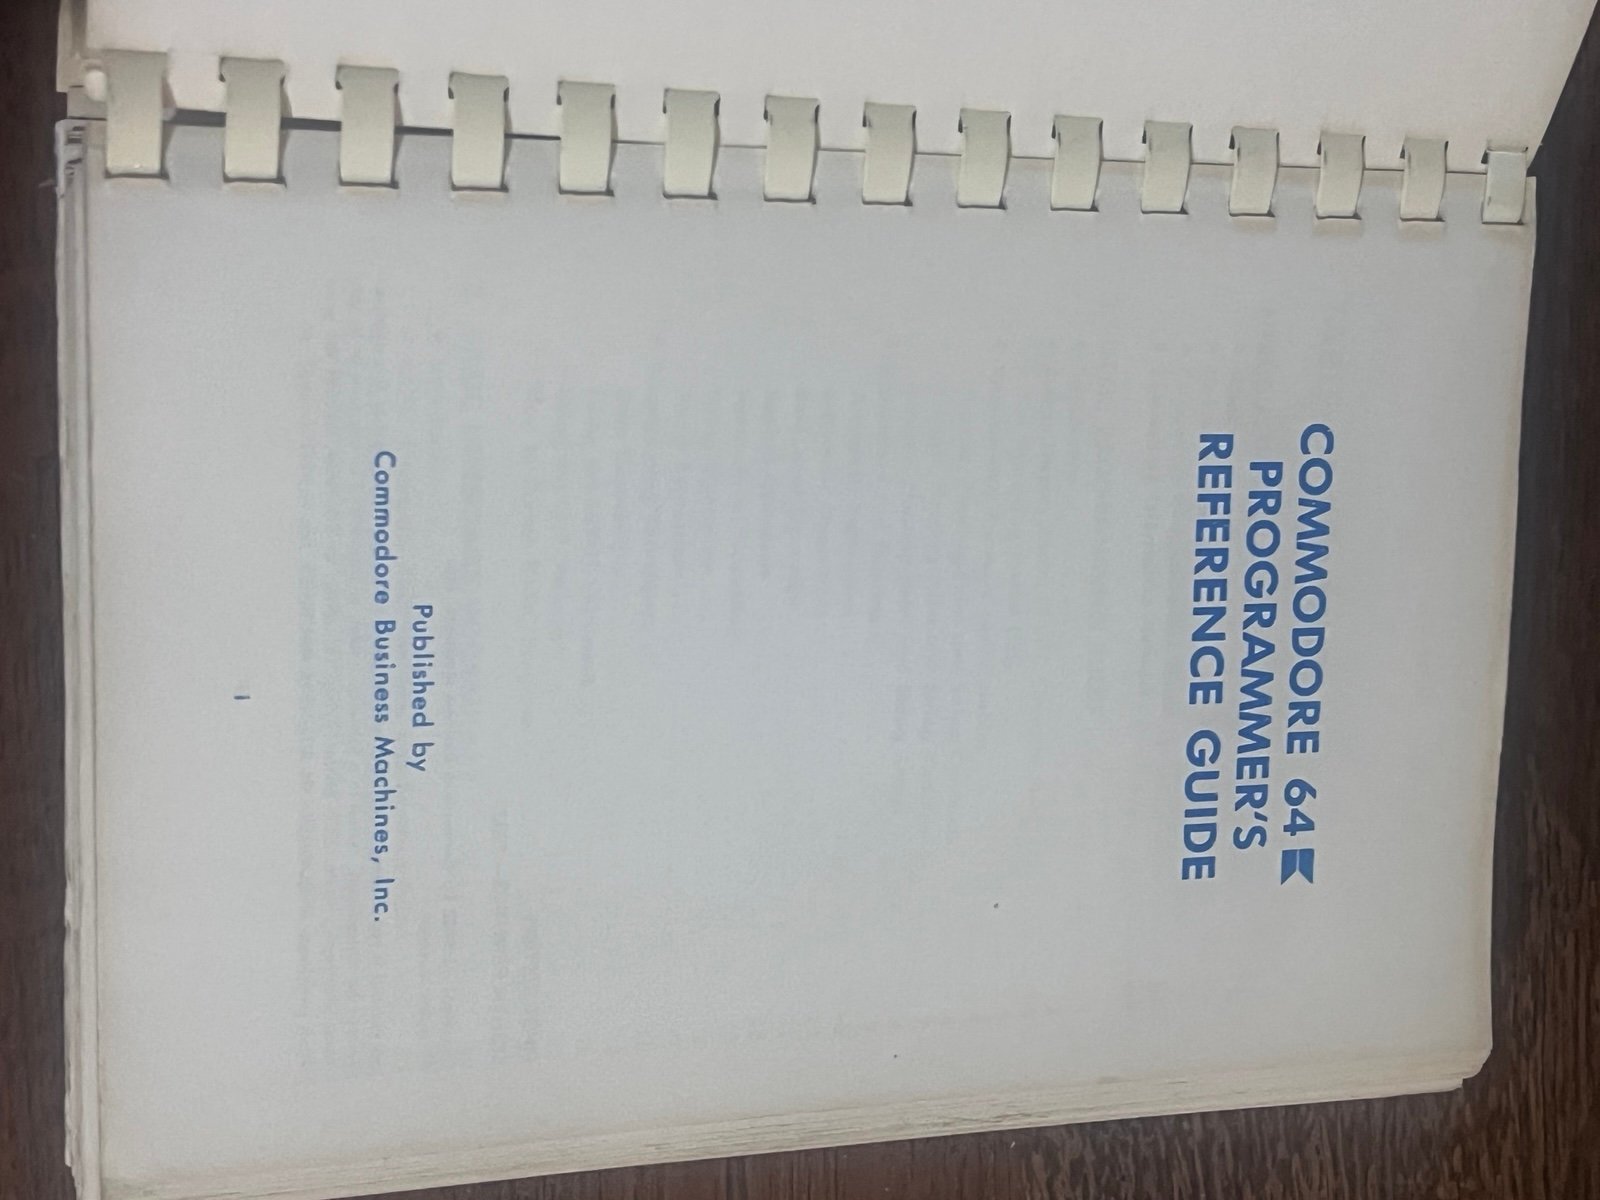 COMMODORE 64
PROGRAMMER'S
REFERENCE GUIDE
Published by
Commodore Business Machines, Inc.
i